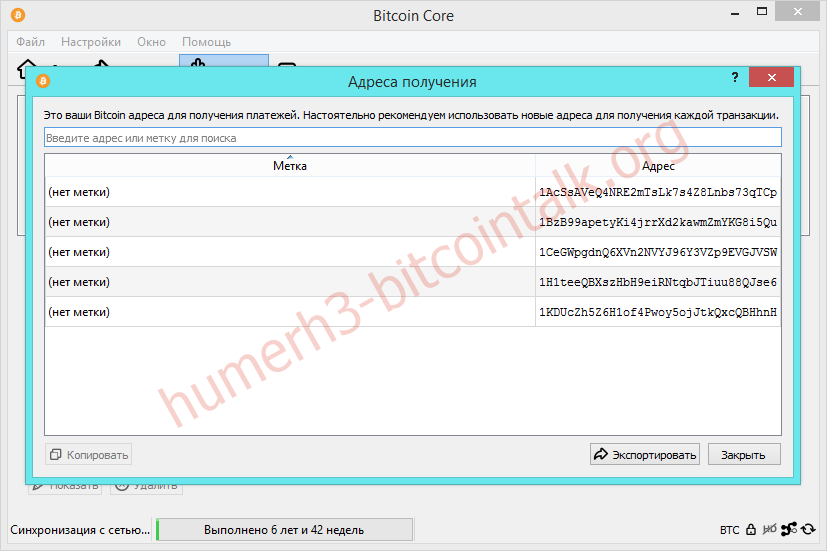 Bitcoin Core
Файл Настройки Окно Помощь
Адреса получения
?
Это ваши Bitcoin адреса для получения платежей. Настоятельно рекомендуем использовать новые адреса для получения каждой транзакции.
Введите адрес или метку для поиска
Метка Адрес
(нет метки) 1AcSsAVeQ4NRE2mTsLk7s4Z8Lnbs73qTCp
(нет метки) 1BzB99apetyKi4jrrXd2kawmZmYKG8i5Qu
(нет метки) 1CeGWpgdnQ6XVn2NVYJ96Y3VZp9EVGJVSW
(нет метки) 1H1teeQBXszHbH9eiRNtqbJTiuu88QJse6
(нет метки) 1KDUcZh5Z6H1of4Pwoy5ojJtkQxcQBHhnH
humerh3-bitcointalk.org
Копировать Экспортировать Закрыть
Показать Удалить
Синхронизация с сетью... Выполнено 6 лет и 42 недель BTC HD